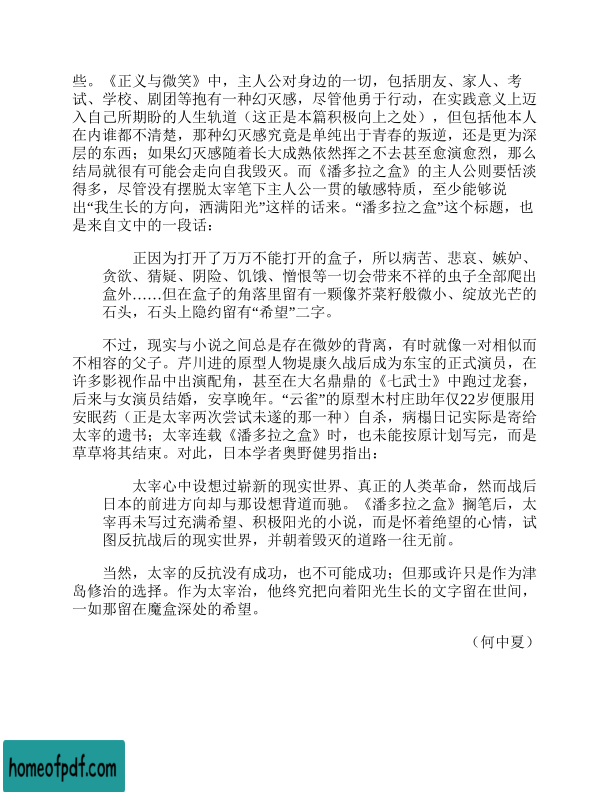 些。《正义与微笑》中，主人公对身边的一切，包括朋友、家人、考
试、学校、剧团等抱有一种幻灭感，尽管他勇于行动，在实践意义上迈
入自己所期盼的人生轨道（这正是本篇积极向上之处），但包括他本人
在内谁都不清楚，那种幻灭感究竟是单纯出于青春的叛逆，还是更为深
层的东西；如果幻灭感随着长大成熟依然挥之不去甚至愈演愈烈，那么
结局就很有可能会走向自我毁灭。而《潘多拉之盒》的主人公则要恬淡
得多，尽管没有摆脱太宰笔下主人公一贯的敏感特质，至少能够说
出“我生长的方向，洒满阳光”这样的话来。“潘多拉之盒”这个标题，也
是来自文中的一段话：
正因为打开了万万不能打开的盒子，所以病苦、悲哀、嫉妒、
贪欲、猜疑、阴险、饥饿、憎恨等一切会带来不祥的虫子全部爬出
盒外……但在盒子的角落里留有一颗像芥菜籽般微小、绽放光芒的
石头，石头上隐约留有“希望”二字。
不过，现实与小说之间总是存在微妙的背离，有时就像一对相似而
不相容的父子。芹川进的原型人物堤康久战后成为东宝的正式演员，在
许多影视作品中出演配角，甚至在大名鼎鼎的《七武士》中跑过龙套，
后来与女演员结婚，安享晚年。“云雀”的原型木村庄助年仅22岁便服用
安眠药（正是太宰两次尝试未遂的那一种）自杀，病榻日记实际是寄给
太宰的遗书；太宰连载《潘多拉之盒》时，也未能按原计划写完，而是
草草将其结束。对此，日本学者奥野健男指出：
太宰心中设想过崭新的现实世界、真正的人类革命，然而战后
日本的前进方向却与那设想背道而驰。《潘多拉之盒》搁笔后，太
宰再未写过充满希望、积极阳光的小说，而是怀着绝望的心情，试
图反抗战后的现实世界，并朝着毁灭的道路一往无前。
当然，太宰的反抗没有成功，也不可能成功；但那或许只是作为津
岛修治的选择。作为太宰治，他终究把向着阳光生长的文字留在世间，
一如那留在魔盒深处的希望。
（何中夏）
homeofpdf.com